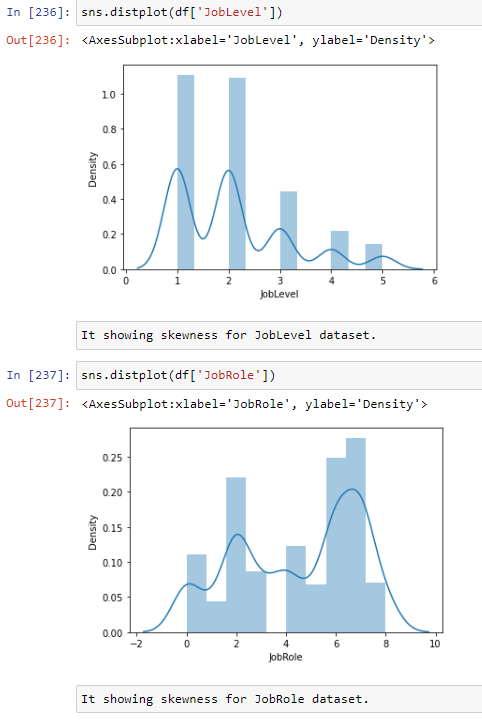 In [236]: sns.distplot(df['JobLevel'])
Out[236]: <AxesSubplot:xlabel='JobLevel', ylabel='Density'>
1.0
0.8
0.6
0.4
0.2
0.0
Density
0 1 2 3 4 5 6
JobLevel
It showing skewness for JobLevel dataset.
In [237]: sns.distplot(df['JobRole'])
Out[237]: <AxesSubplot:xlabel='JobRole', ylabel='Density'>
0.25
0.20
0.15
0.10
0.05
0.00
Density
−2 0 2 4 6 8 10
JobRole
It showing skewness for JobRole dataset.